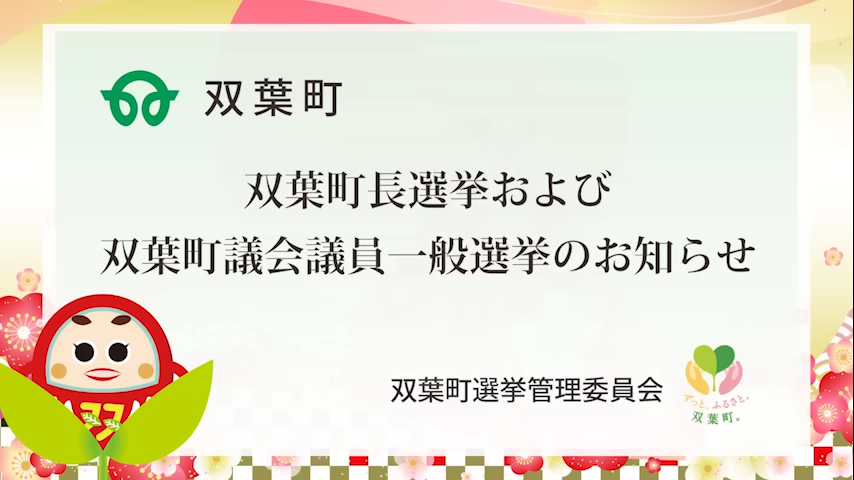 双葉町
双葉町長選挙および
双葉町議会議員一般選挙のお知らせ
双葉町選挙管理委員会
ずっと、ふるさと。
双葉町。